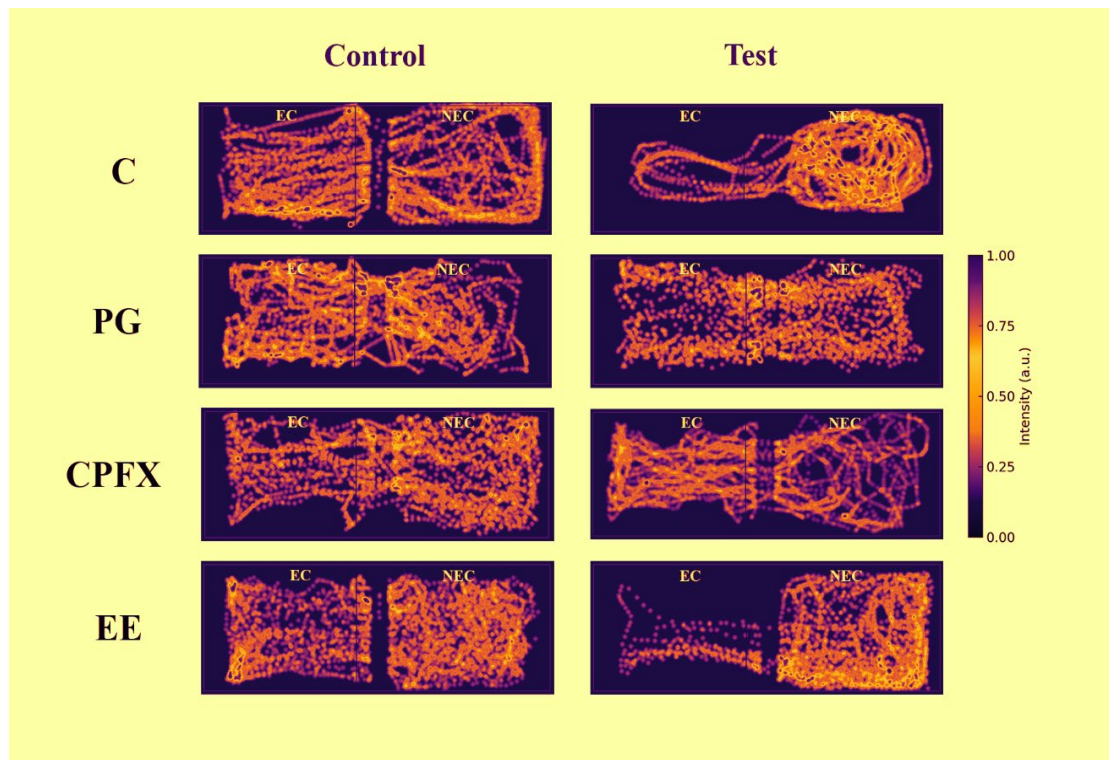 Control Test
EC NEC EC NEC
C
EC NEC EC NEC
PG
EC NEC EC NEC
CPFX
EC NEC EC NEC
EE
1.00
0.75
0.50
0.25
0.00
Intensity (a.u.)